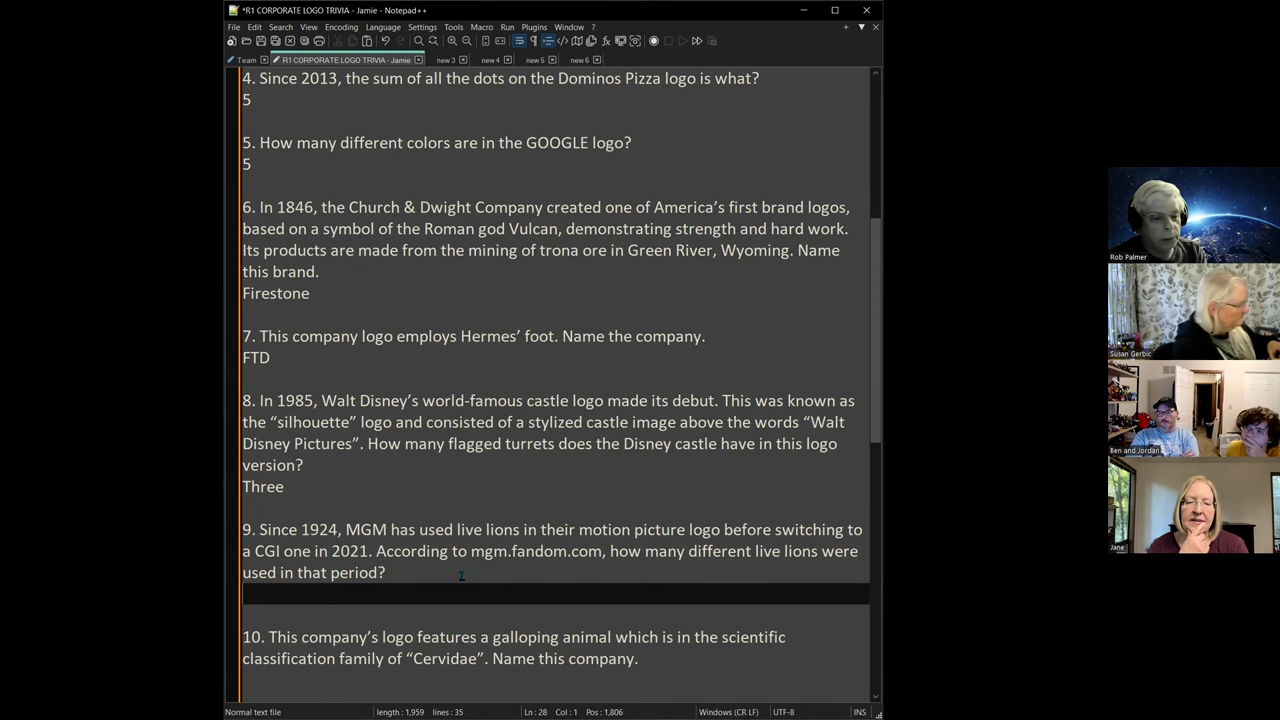 *R1 CORPORATE LOGO TRIVIA - Jamie - Notepad++
File Edit Search View Encoding Language Settings Tools Macro Run Plugins Window ?
Team R1 CORPORATE LOGO TRIVIA - Jamie new 3 new 4 new 5 new 6
4. Since 2013, the sum of all the dots on the Dominos Pizza logo is what?
5
5. How many different colors are in the GOOGLE logo?
5
6. In 1846, the Church & Dwight Company created one of America’s first brand logos,
based on a symbol of the Roman god Vulcan, demonstrating strength and hard work.
Its products are made from the mining of trona ore in Green River, Wyoming. Name
this brand.
Firestone
7. This company logo employs Hermes’ foot. Name the company.
FTD
8. In 1985, Walt Disney’s world-famous castle logo made its debut. This was known as
the “silhouette” logo and consisted of a stylized castle image above the words “Walt
Disney Pictures”. How many flagged turrets does the Disney castle have in this logo
version?
Three
9. Since 1924, MGM has used live lions in their motion picture logo before switching to
a CGI one in 2021. According to mgm.fandom.com, how many different live lions were
used in that period?
10. This company’s logo features a galloping animal which is in the scientific
classification family of “Cervidae”. Name this company.
Normal text file length : 1,959 lines : 35 Ln : 28 Col : 1 Pos : 1,806 Windows (CR LF) UTF-8 INS
Rob Palmer
Susan Gerbic
Ben and Jordan
Jane